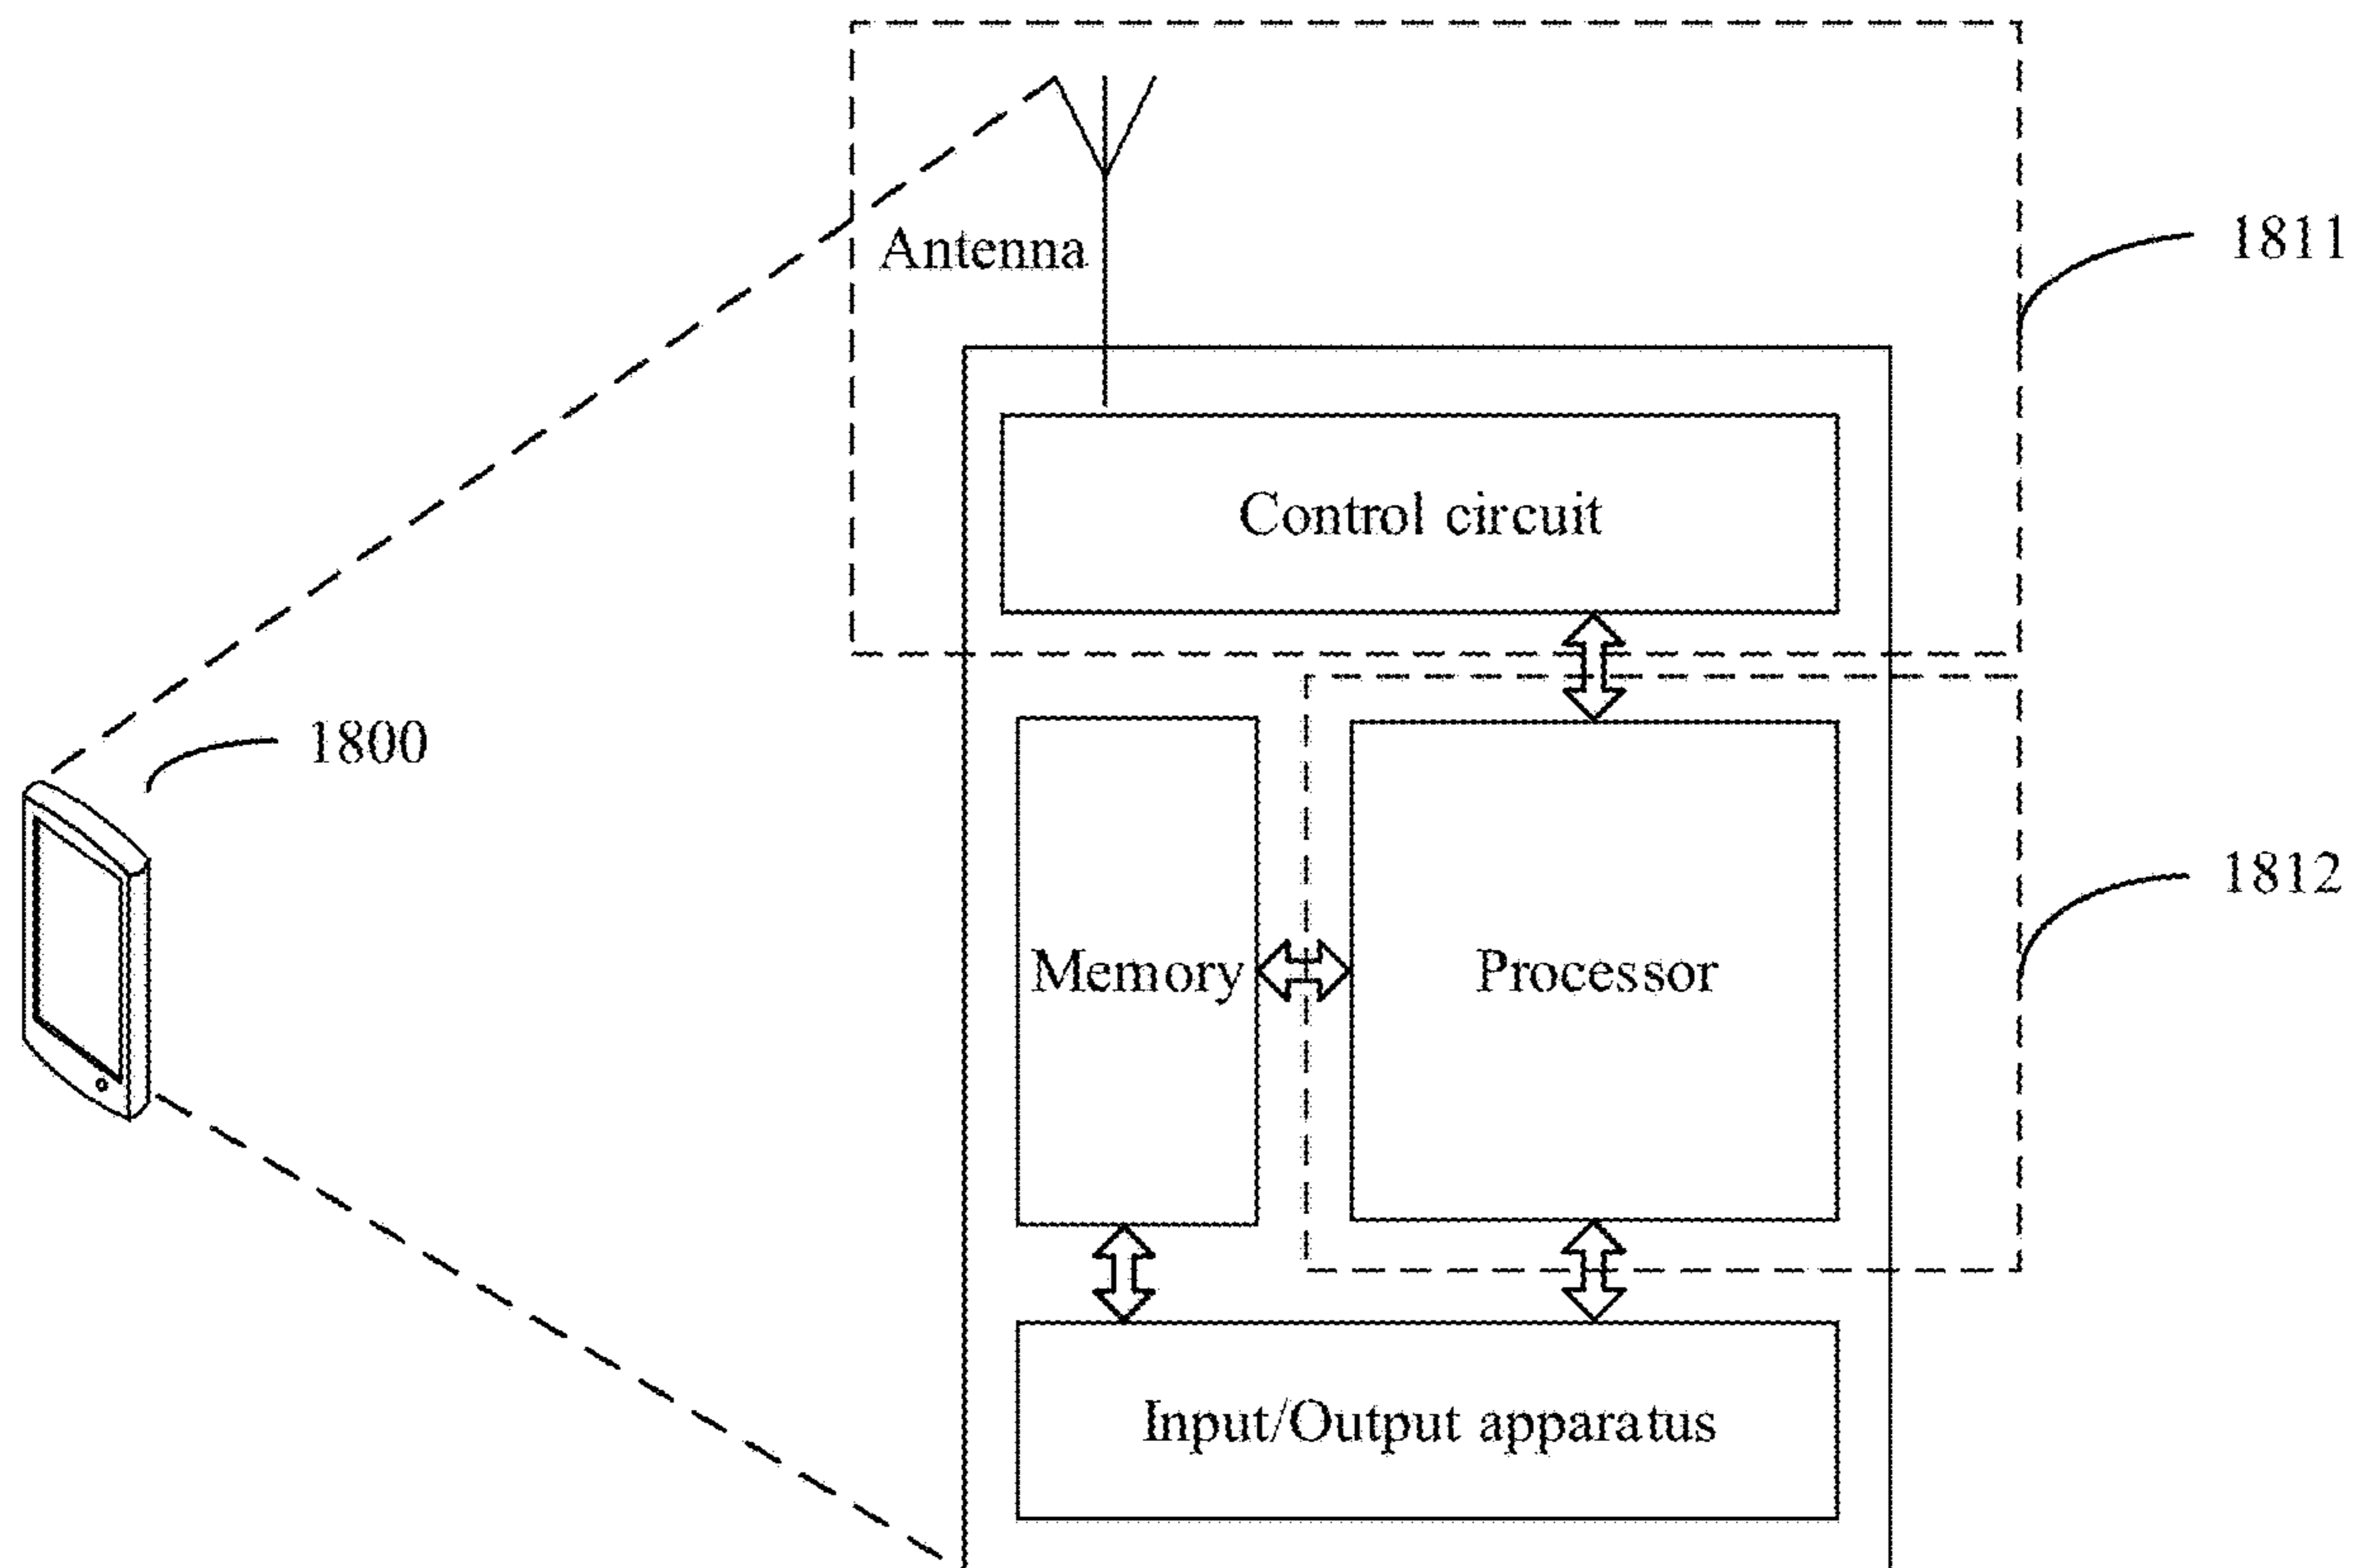 Antenna
1811
Control circuit
1800
1812
Memory
Processor
Input/Output apparatus